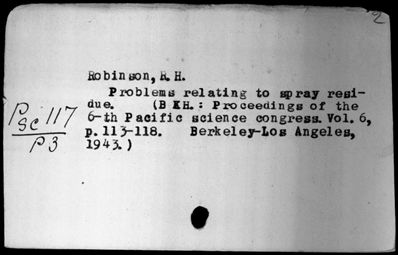 2
Robinson, R. H.
Problems relating to spray resi-
due. (В КН.: Proceedings of the
6-th Pacific science congress. Vol. 6,
p. 113-118. Berkeley-Los Angeles,
1943.)
Psc 117
P3